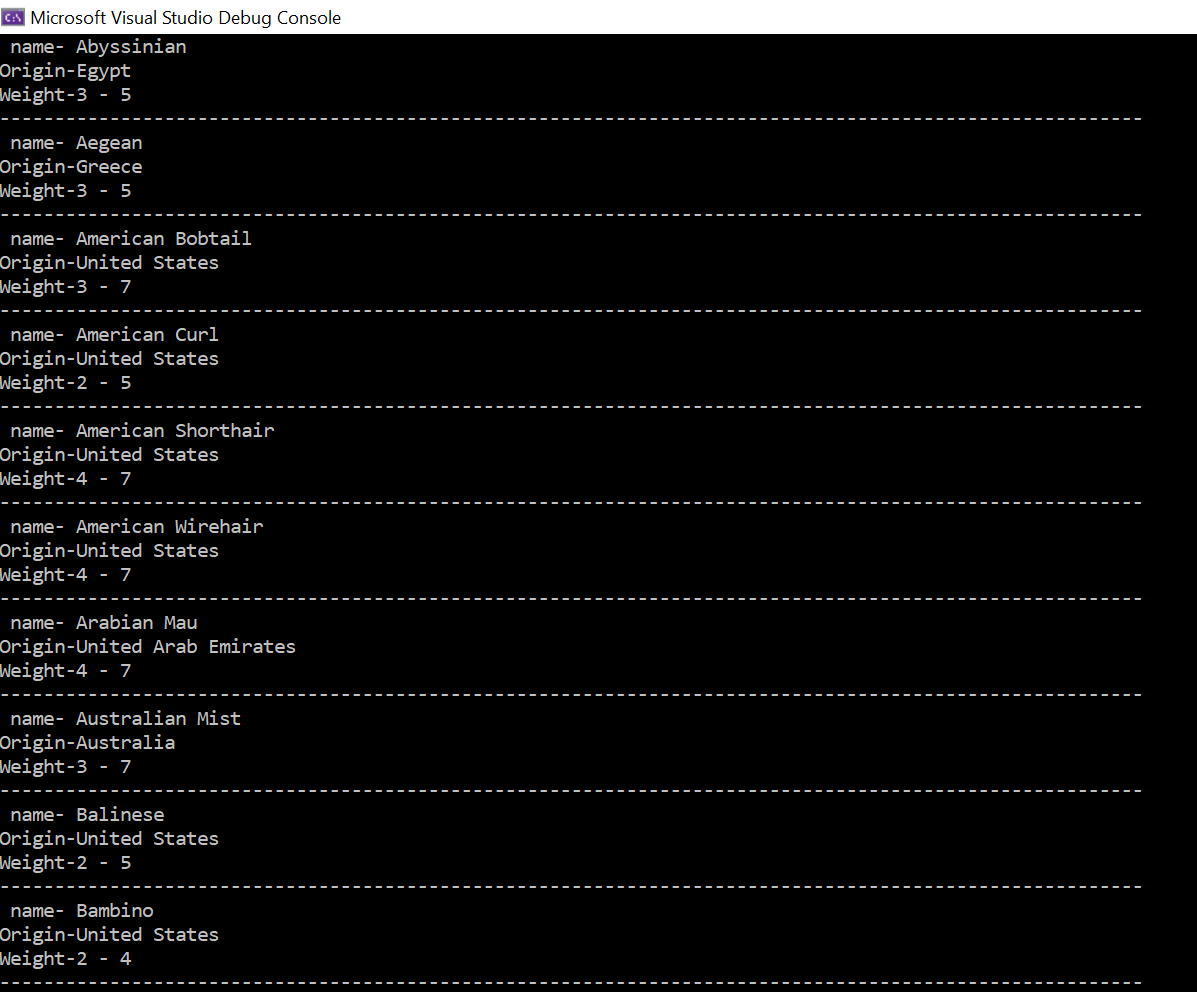 C:\ Microsoft Visual Studio Debug Console
name- Abyssinian
Origin-Egypt
Weight-3 - 5
--------------------------------------------------------------------------------------------------------
name- Aegean
Origin-Greece
Weight-3 - 5
--------------------------------------------------------------------------------------------------------
name- American Bobtail
Origin-United States
Weight-3 - 7
--------------------------------------------------------------------------------------------------------
name- American Curl
Origin-United States
Weight-2 - 5
--------------------------------------------------------------------------------------------------------
name- American Shorthair
Origin-United States
Weight-4 - 7
--------------------------------------------------------------------------------------------------------
name- American Wirehair
Origin-United States
Weight-4 - 7
--------------------------------------------------------------------------------------------------------
name- Arabian Mau
Origin-United Arab Emirates
Weight-4 - 7
--------------------------------------------------------------------------------------------------------
name- Australian Mist
Origin-Australia
Weight-3 - 7
--------------------------------------------------------------------------------------------------------
name- Balinese
Origin-United States
Weight-2 - 5
--------------------------------------------------------------------------------------------------------
name- Bambino
Origin-United States
Weight-2 - 4
--------------------------------------------------------------------------------------------------------